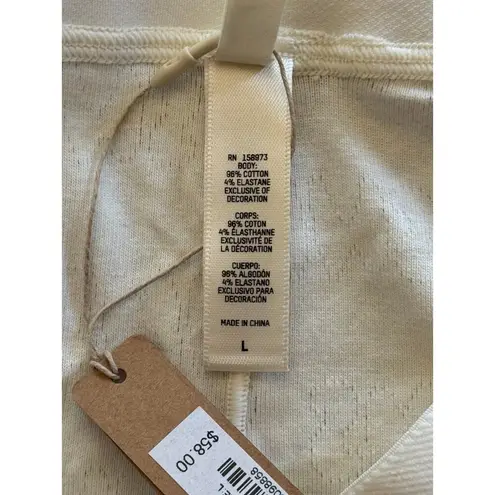 RN 158973
BODY:
96% COTTON
4% ELASTANE
EXCLUSIVE OF
DECORATION
CORPS:
96% COTON
4% ÉLASTHANNE
EXCLUSIVITÉ DE
LA DÉCORATION
CUERPO:
96% ALGODÓN
4% ELASTANO
EXCLUSIVO PARA
DECORACIÓN
MADE IN CHINA
L
$58.00